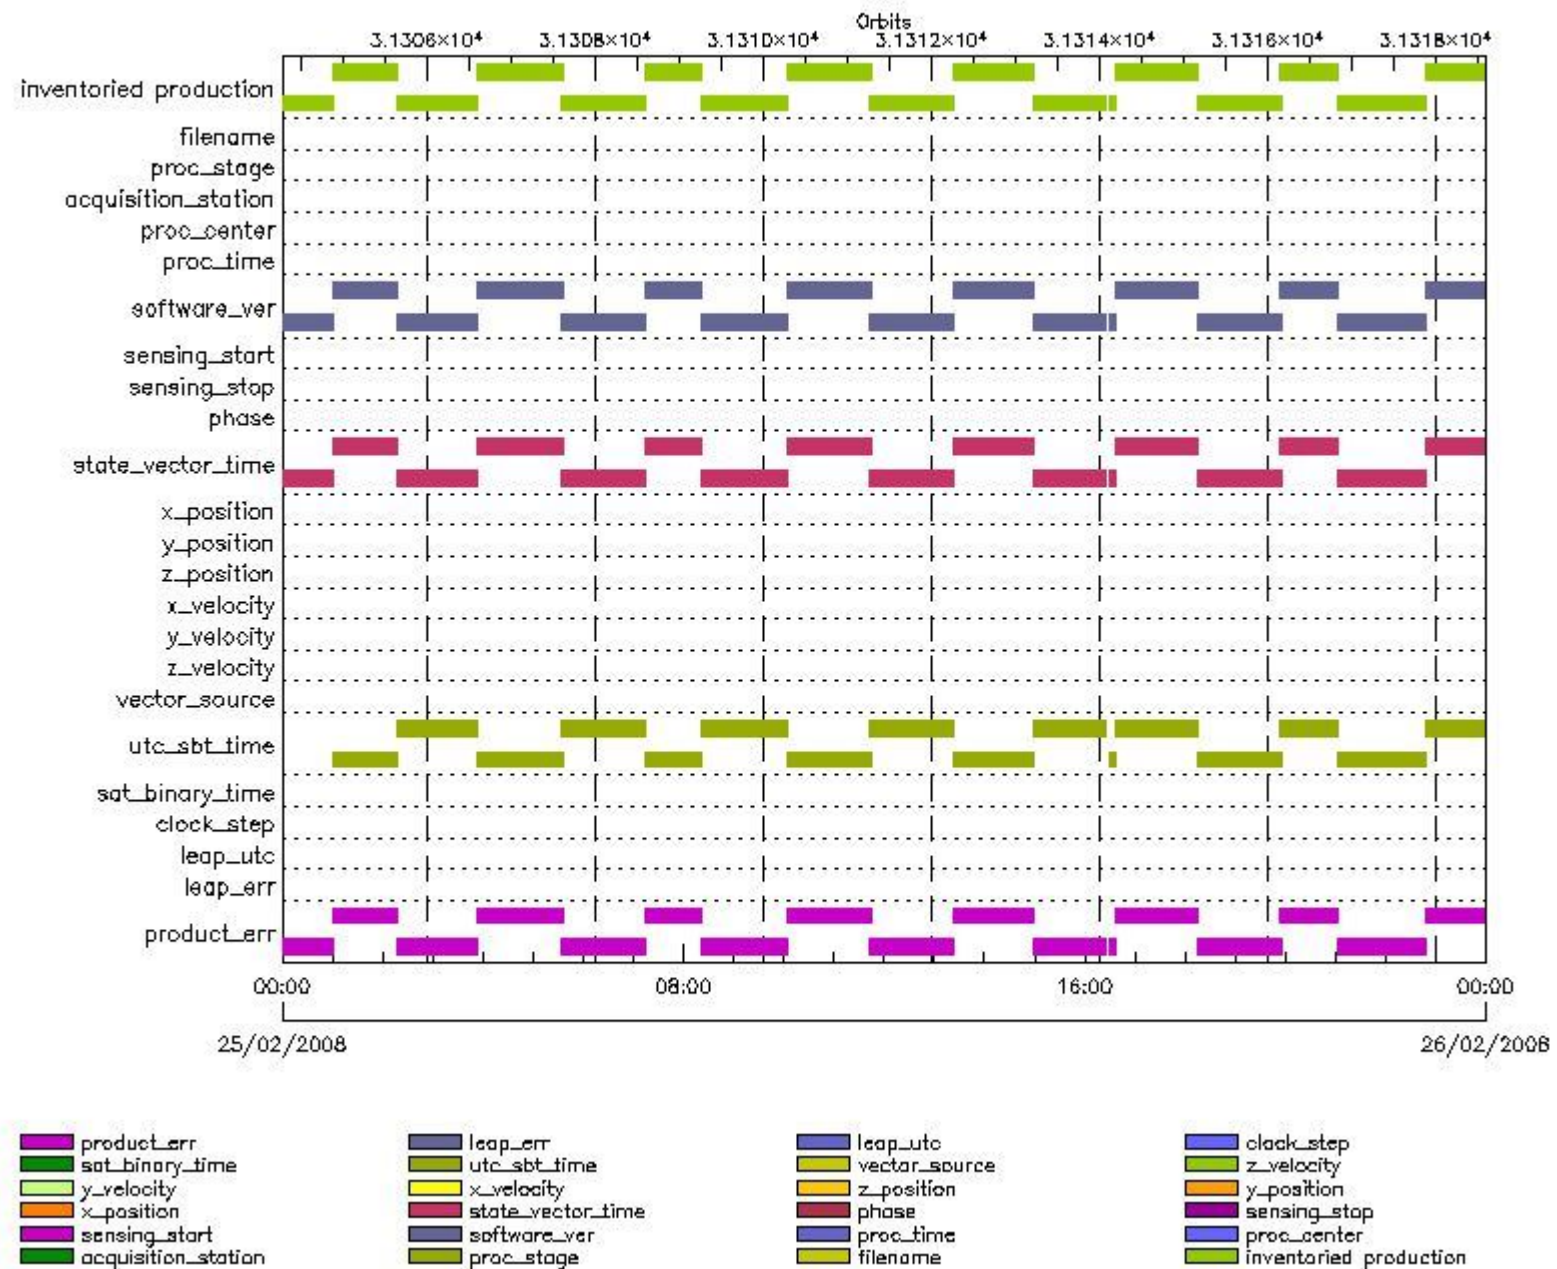 Orbits
3.1306×10⁴ 3.1308×10⁴ 3.1310×10⁴ 3.1312×10⁴ 3.1314×10⁴ 3.1316×10⁴ 3.1318×10⁴
inventoried production
filename
proc_stage
acquisition_station
proc_center
proc_time
software_ver
sensing_start
sensing_stop
phase
state_vector_time
x_position
y_position
z_position
x_velocity
y_velocity
z_velocity
vector_source
utc_sbt_time
sat_binary_time
clock_step
leap_utc
leap_err
product_err
00:00 08:00 16:00 00:00
25/02/2008 26/02/2008
product_err leap_err leap_utc clock_step
sat_binary_time utc_sbt_time vector_source z_velocity
y_velocity x_velocity z_position y_position
x_position state_vector_time phase sensing_stop
sensing_start software_ver proc_time proc_center
acquisition_station proc_stage filename inventoried production